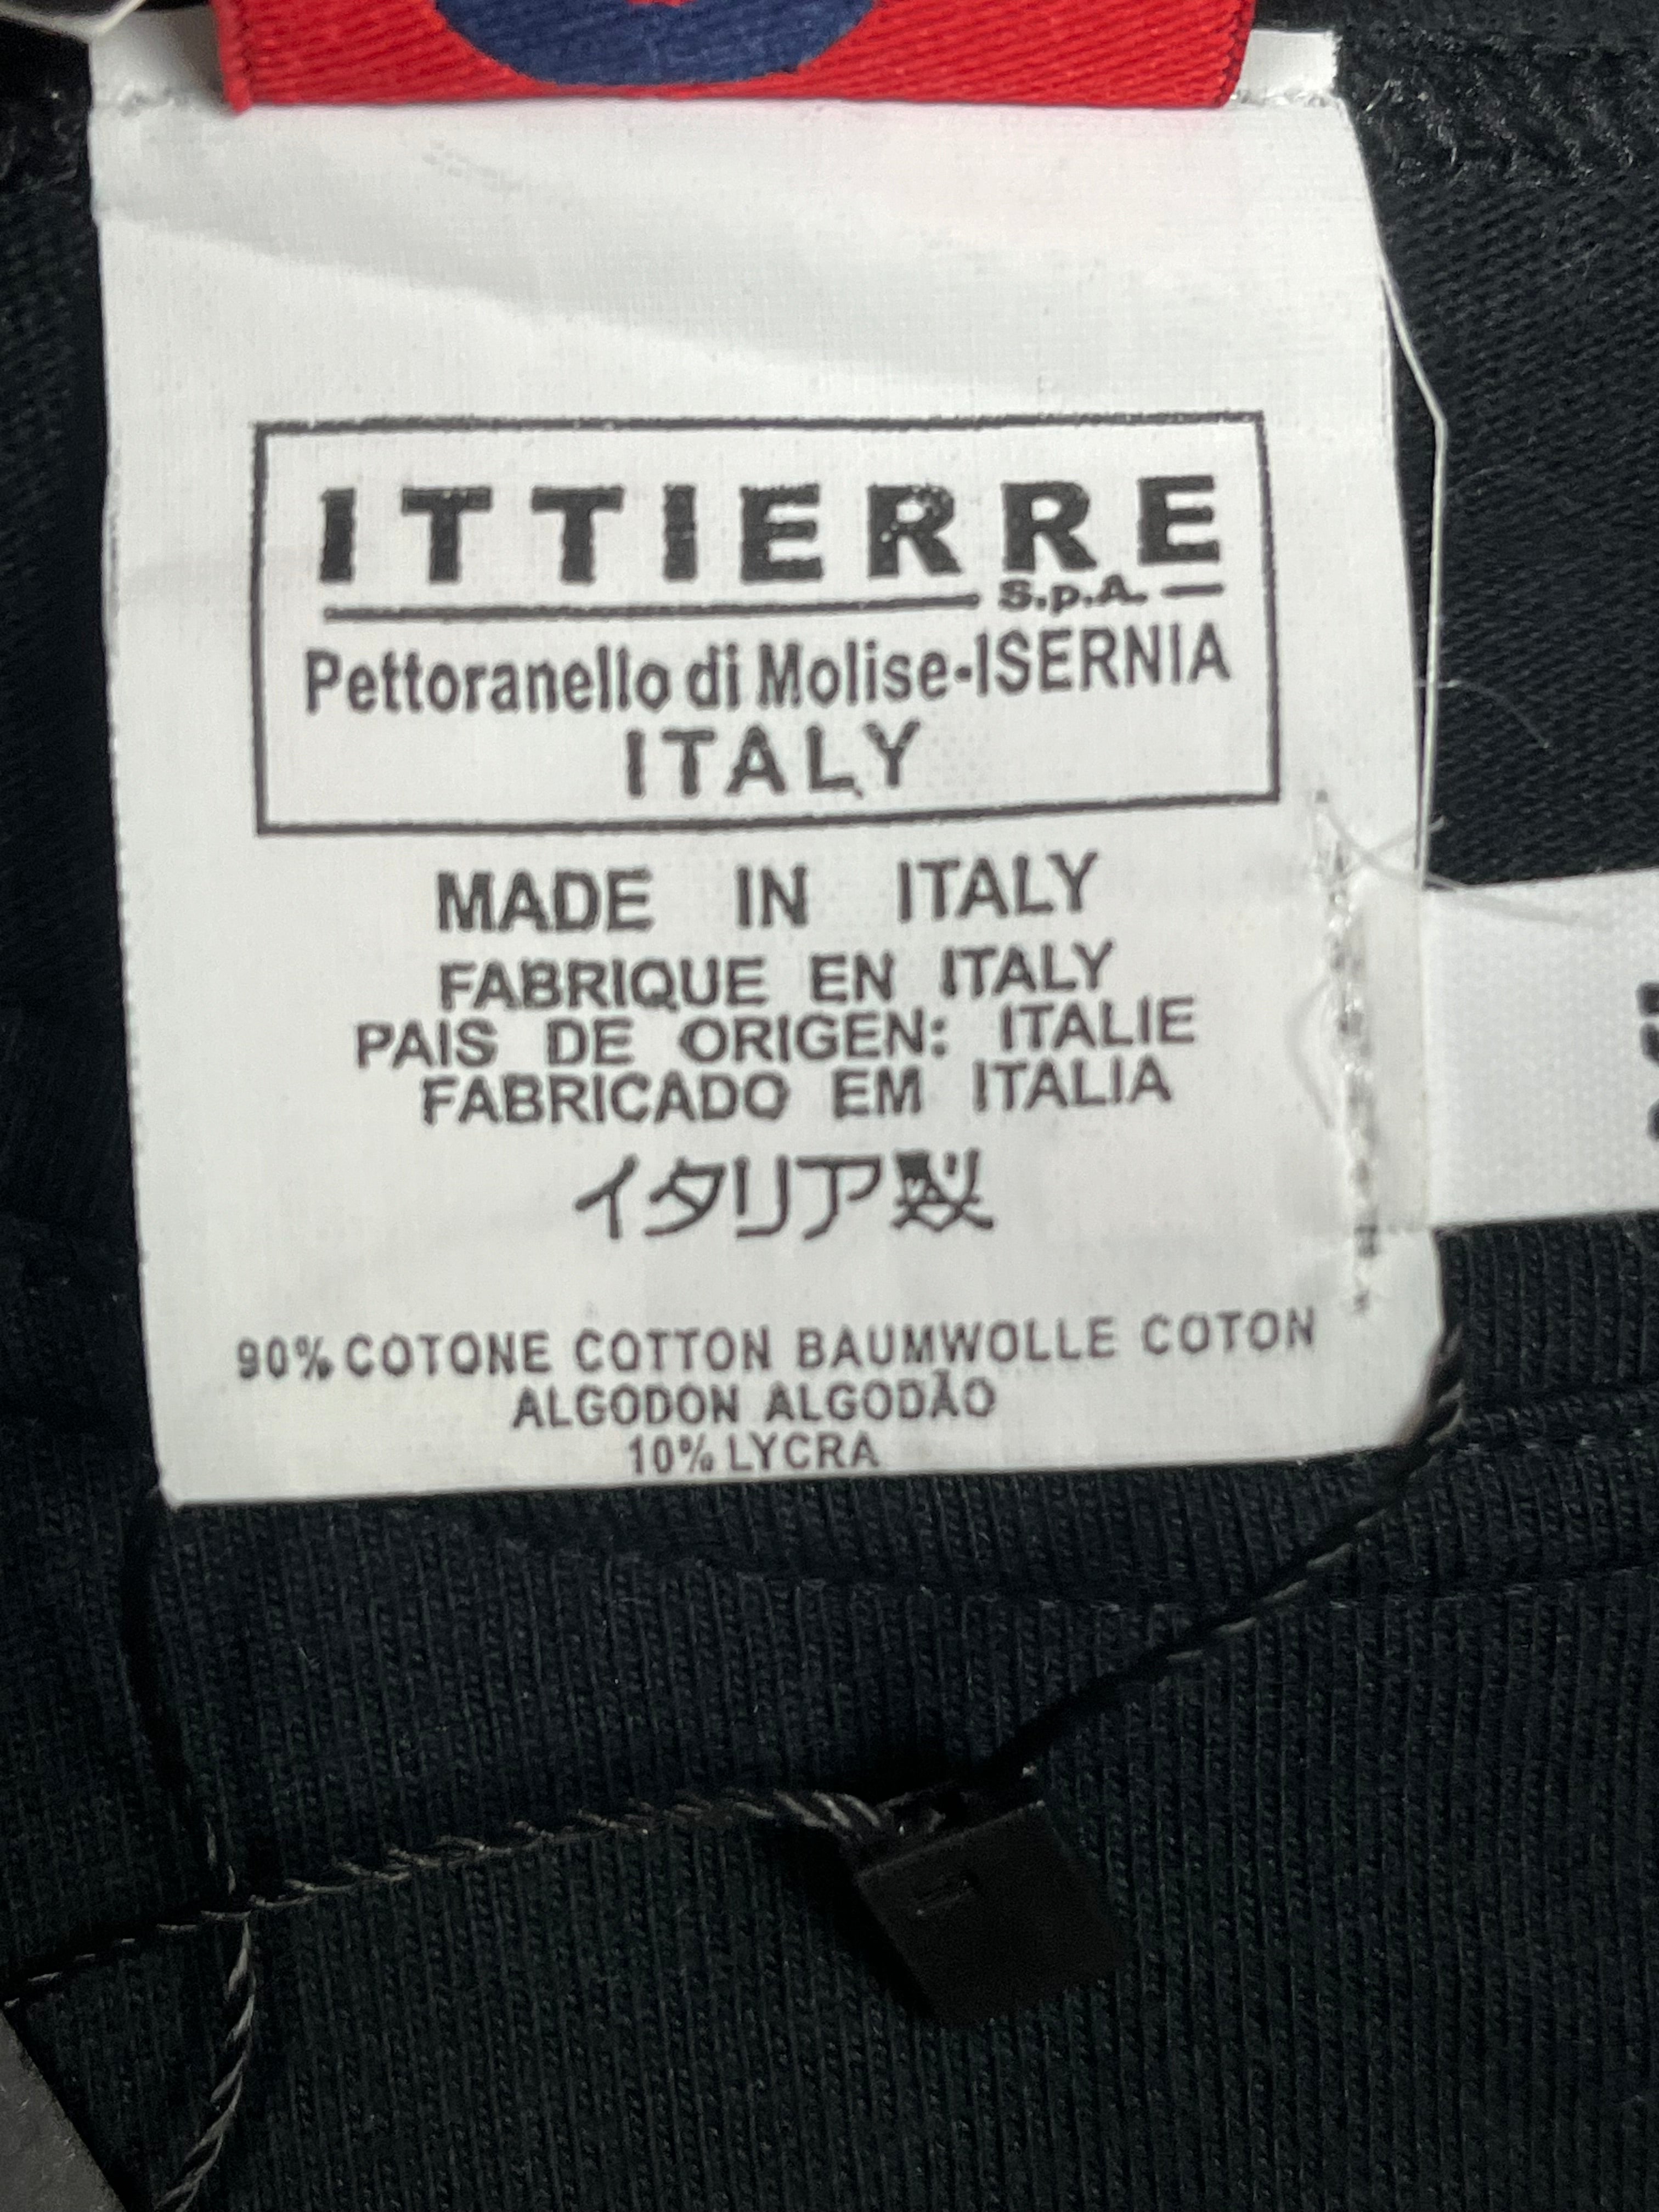 ITTIERRE
S.p.A.
Pettoranello di Molise-ISERNIA
ITALY
MADE IN ITALY
FABRIQUE EN ITALY
PAIS DE ORIGEN: ITALIE
FABRICADO EM ITALIA
イタリア製
90% COTONE COTTON BAUMWOLLE COTON
ALGODON ALGODÃO
10% LYCRA